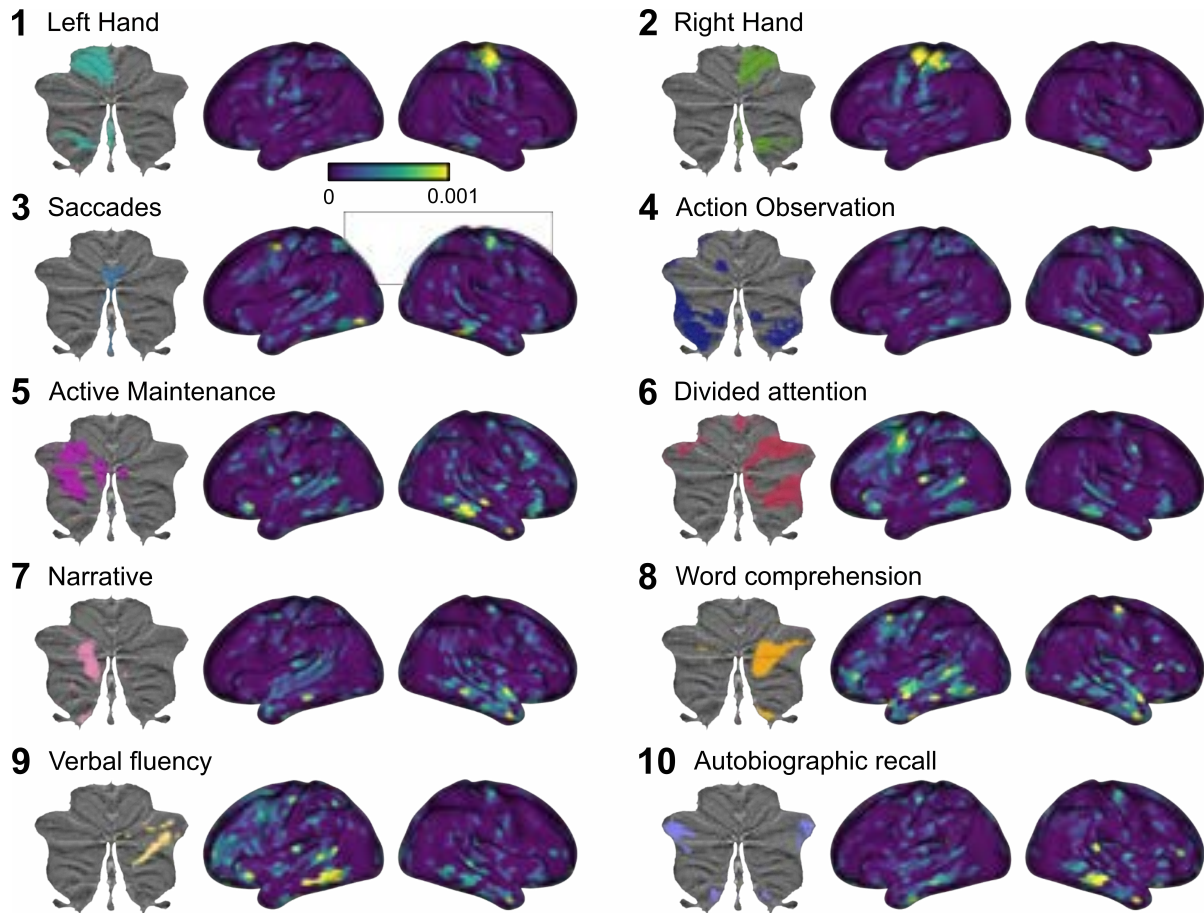 1 Left Hand
2 Right Hand
0 0.001
3 Saccades
4 Action Observation
5 Active Maintenance
6 Divided attention
7 Narrative
8 Word comprehension
9 Verbal fluency
10 Autobiographic recall